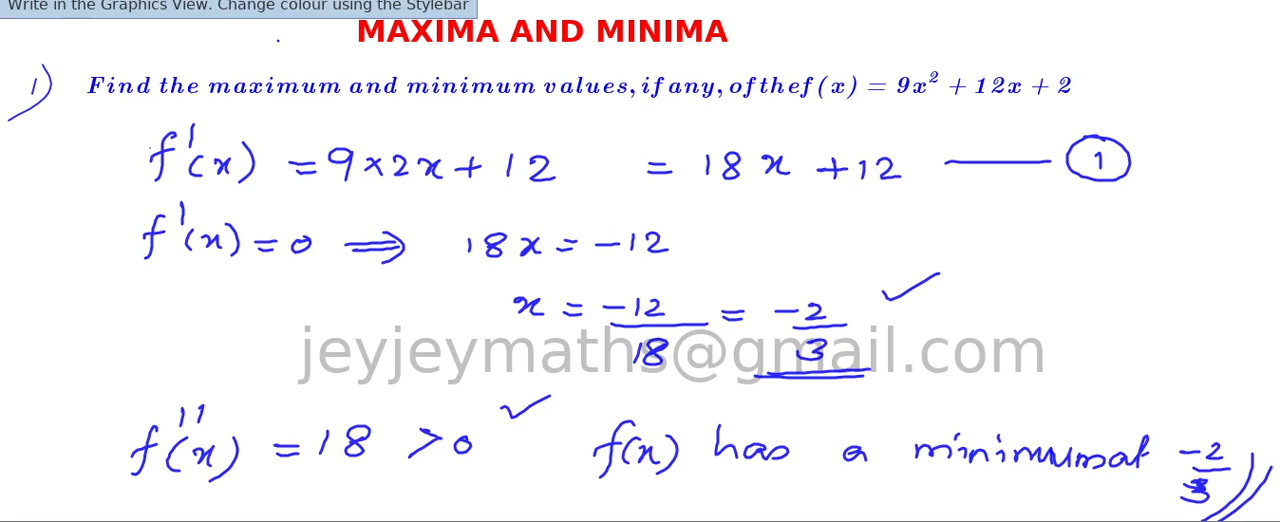 Write in the Graphics View. Change colour using the Stylebar
MAXIMA AND MINIMA
1) Find the maximum and minimum values, if any, of the f(x) = 9x² + 12x + 2
f'(x) = 9×2x + 12 = 18x + 12 —— ①
f'(x) = 0 ⟹ 18x = -12
x = -12/18 = -2/3 ✓
jeyjeymaths@gmail.com
f''(x) = 18 > 0 ✓ f(x) has a minimum at -2/3 //